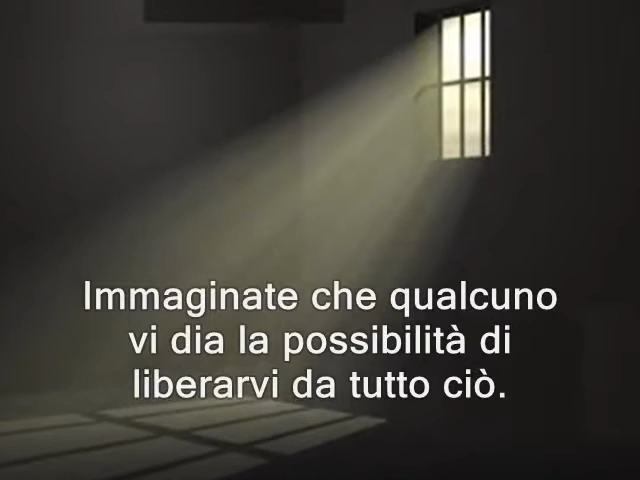 Immaginate che qualcuno
vi dia la possibilità di
liberarvi da tutto ciò.